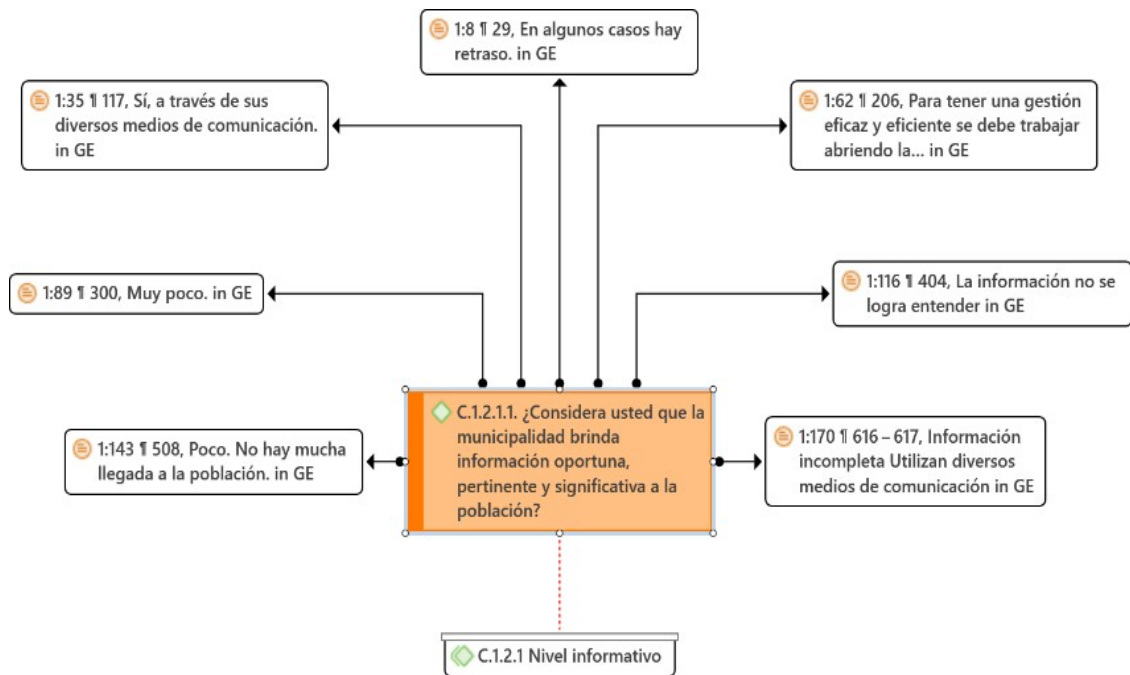 1:8 ¶ 29, En algunos casos hay
retraso. in GE
1:35 ¶ 117, Sí, a través de sus
diversos medios de comunicación.
in GE
1:62 ¶ 206, Para tener una gestión
eficaz y eficiente se debe trabajar
abriendo la... in GE
1:89 ¶ 300, Muy poco. in GE
1:116 ¶ 404, La información no se
logra entender in GE
C.1.2.1.1. ¿Considera usted que la
municipalidad brinda
información oportuna,
pertinente y significativa a la
población?
1:143 ¶ 508, Poco. No hay mucha
llegada a la población. in GE
1:170 ¶ 616 – 617, Información
incompleta Utilizan diversos
medios de comunicación in GE
C.1.2.1 Nivel informativo